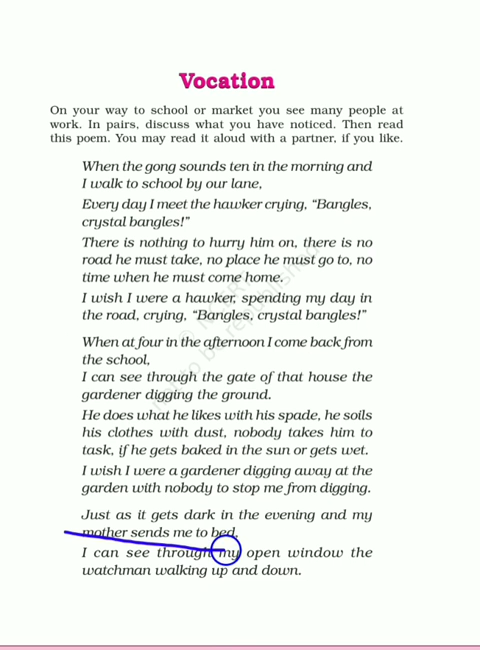 Vocation
On your way to school or market you see many people at
work. In pairs, discuss what you have noticed. Then read
this poem. You may read it aloud with a partner, if you like.
When the gong sounds ten in the morning and
I walk to school by our lane,
Every day I meet the hawker crying, “Bangles,
crystal bangles!”
There is nothing to hurry him on, there is no
road he must take, no place he must go to, no
time when he must come home.
I wish I were a hawker, spending my day in
the road, crying, “Bangles, crystal bangles!”
When at four in the afternoon I come back from
the school,
I can see through the gate of that house the
gardener digging the ground.
He does what he likes with his spade, he soils
his clothes with dust, nobody takes him to
task, if he gets baked in the sun or gets wet.
I wish I were a gardener digging away at the
garden with nobody to stop me from digging.
Just as it gets dark in the evening and my
mother sends me to bed,
I can see through my open window the
watchman walking up and down.
© NCERT
not to be republished